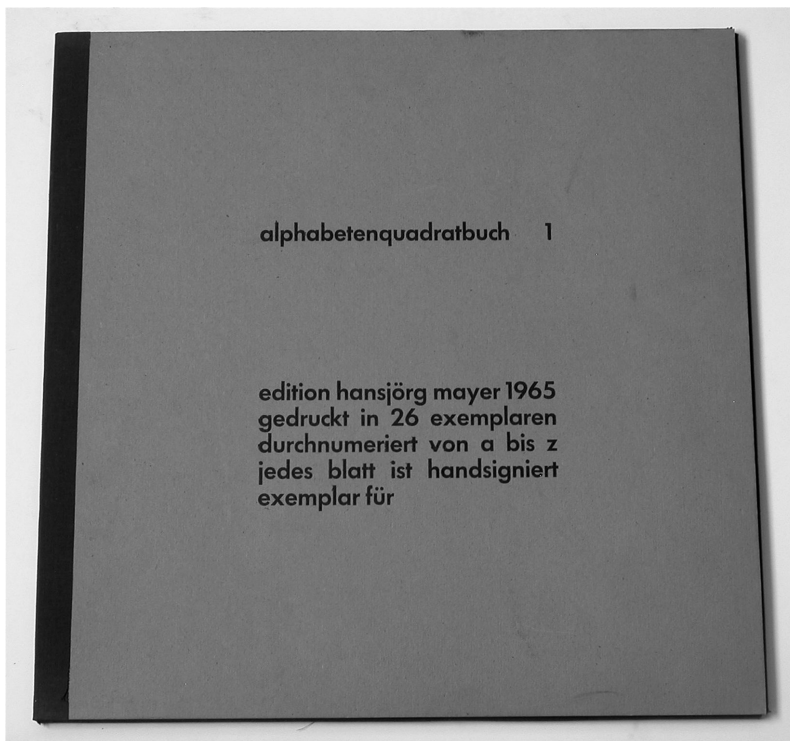 alphabetenquadratbuch 1
edition hansjörg mayer 1965
gedruckt in 26 exemplaren
durchnumeriert von a bis z
jedes blatt ist handsigniert
exemplar für